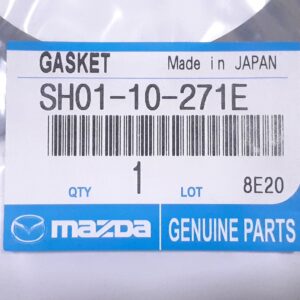 GASKET Made in JAPAN
SH01-10-271E
QTY 1 LOT 8E20
mazda GENUINE PARTS